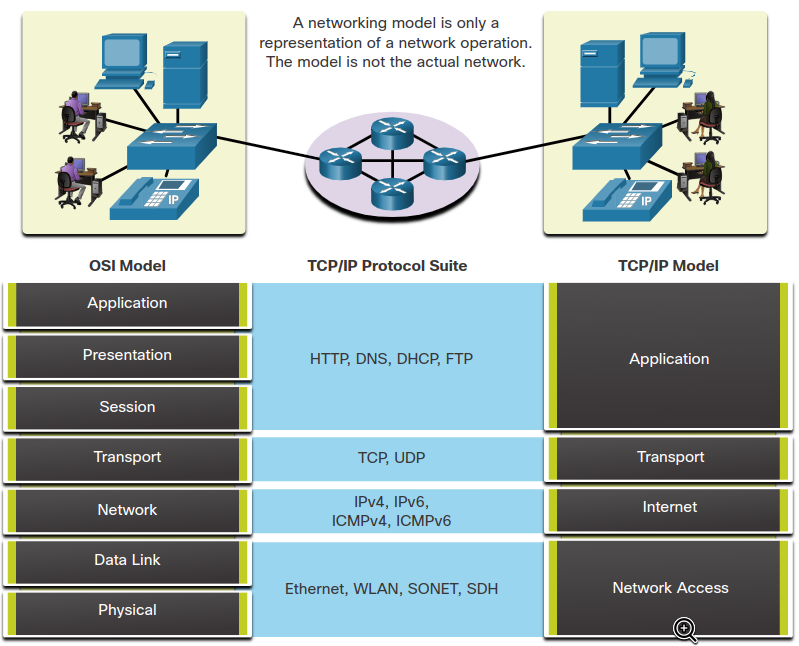 A networking model is only a
representation of a network operation.
The model is not the actual network.
IP
IP
OSI Model
TCP/IP Protocol Suite
TCP/IP Model
Application
Presentation
Session
HTTP, DNS, DHCP, FTP
Application
Transport
TCP, UDP
Transport
Network
IPv4, IPv6,
ICMPv4, ICMPv6
Internet
Data Link
Physical
Ethernet, WLAN, SONET, SDH
Network Access